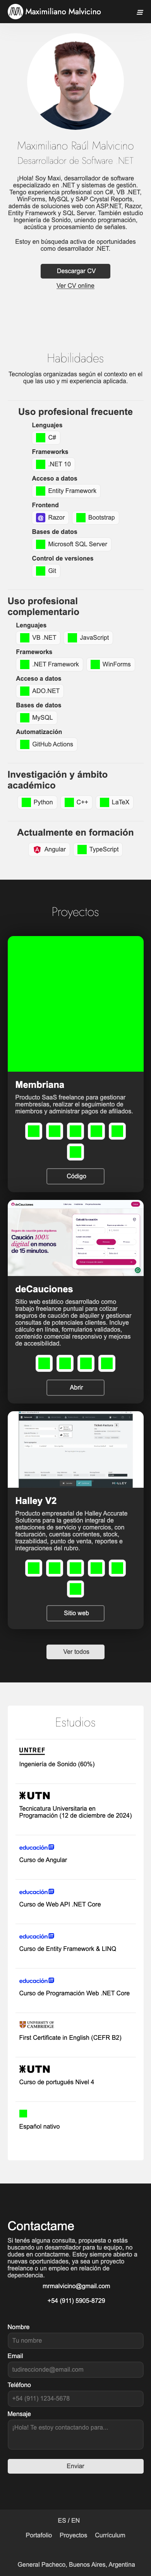 Maximiliano Malvicino
Maximiliano Raúl Malvicino
Desarrollador de Software .NET
¡Hola! Soy Maxi, desarrollador de software
especializado en .NET y sistemas de gestión.
Tengo experiencia profesional con C#, VB .NET,
WinForms, MySQL y SAP Crystal Reports,
además de soluciones web con ASP.NET, Razor,
Entity Framework y SQL Server. También estudio
Ingeniería de Sonido, uniendo programación,
acústica y procesamiento de señales.
Estoy en búsqueda activa de oportunidades
como desarrollador .NET.
Descargar CV
Ver CV online
Habilidades
Tecnologías organizadas según el contexto en el
que las uso y mi experiencia aplicada.
Uso profesional frecuente
Lenguajes
C#
Frameworks
.NET 10
Acceso a datos
Entity Framework
Frontend
Razor
Bootstrap
Bases de datos
Microsoft SQL Server
Control de versiones
Git
Uso profesional
complementario
Lenguajes
VB .NET
JavaScript
Frameworks
.NET Framework
WinForms
Acceso a datos
ADO.NET
Bases de datos
MySQL
Automatización
GitHub Actions
Investigación y ámbito
académico
Python
C++
LaTeX
Actualmente en formación
Angular
TypeScript
Proyectos
Membriana
Producto SaaS freelance para gestionar
membresías, realizar el seguimiento de
miembros y administrar pagos de afiliados.
Código
deCauciones
Caución 100%
digital en menos
de 15 minutos.
deCauciones
Sitio web estático desarrollado como
trabajo freelance puntual para cotizar
seguros de caución de alquiler y gestionar
consultas de potenciales clientes. Incluye
cálculo en línea, formularios validados,
contenido comercial responsivo y mejoras
de accesibilidad.
Abrir
HALLEY
Halley V2
Producto empresarial de Halley Accurate
Solutions para la gestión integral de
estaciones de servicio y comercios, con
facturación, cuentas corrientes, stock,
trazabilidad, punto de venta, reportes e
integraciones del rubro.
Sitio web
Ver todos
Estudios
UNTREF
Ingeniería de Sonido (60%)
UTN
Tecnicatura Universitaria en
Programación (12 de diciembre de 2024)
educación IT
Curso de Angular
educación IT
Curso de Web API .NET Core
educación IT
Curso de Entity Framework & LINQ
educación IT
Curso de Programación Web .NET Core
UNIVERSITY OF
CAMBRIDGE
First Certificate in English (CEFR B2)
UTN
Curso de portugués Nivel 4
Español nativo
Contactame
Si tenés alguna consulta, propuesta o estás
buscando un desarrollador para tu equipo, no
dudes en contactarme. Estoy siempre abierto a
nuevas oportunidades, ya sea un proyecto
freelance o un empleo en relación de
dependencia.
mrmalvicino@gmail.com
+54 (911) 5905-8729
Nombre
Tu nombre
Email
tudireccionde@email.com
Teléfono
+54 (911) 1234-5678
Mensaje
¡Hola! Te estoy contactando para...
Enviar
ES / EN
Portafolio
Proyectos
Currículum
General Pacheco, Buenos Aires, Argentina